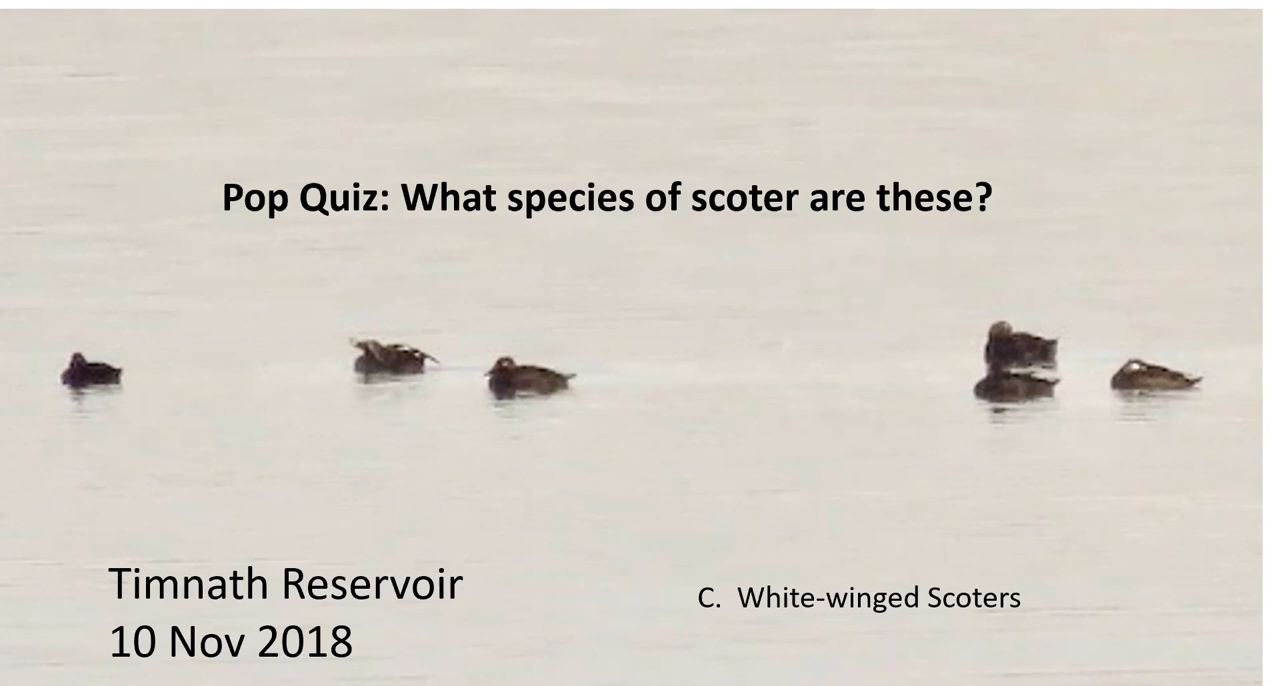 Pop Quiz: What species of scoter are these?
Timnath Reservoir
10 Nov 2018
C.  White-winged Scoters